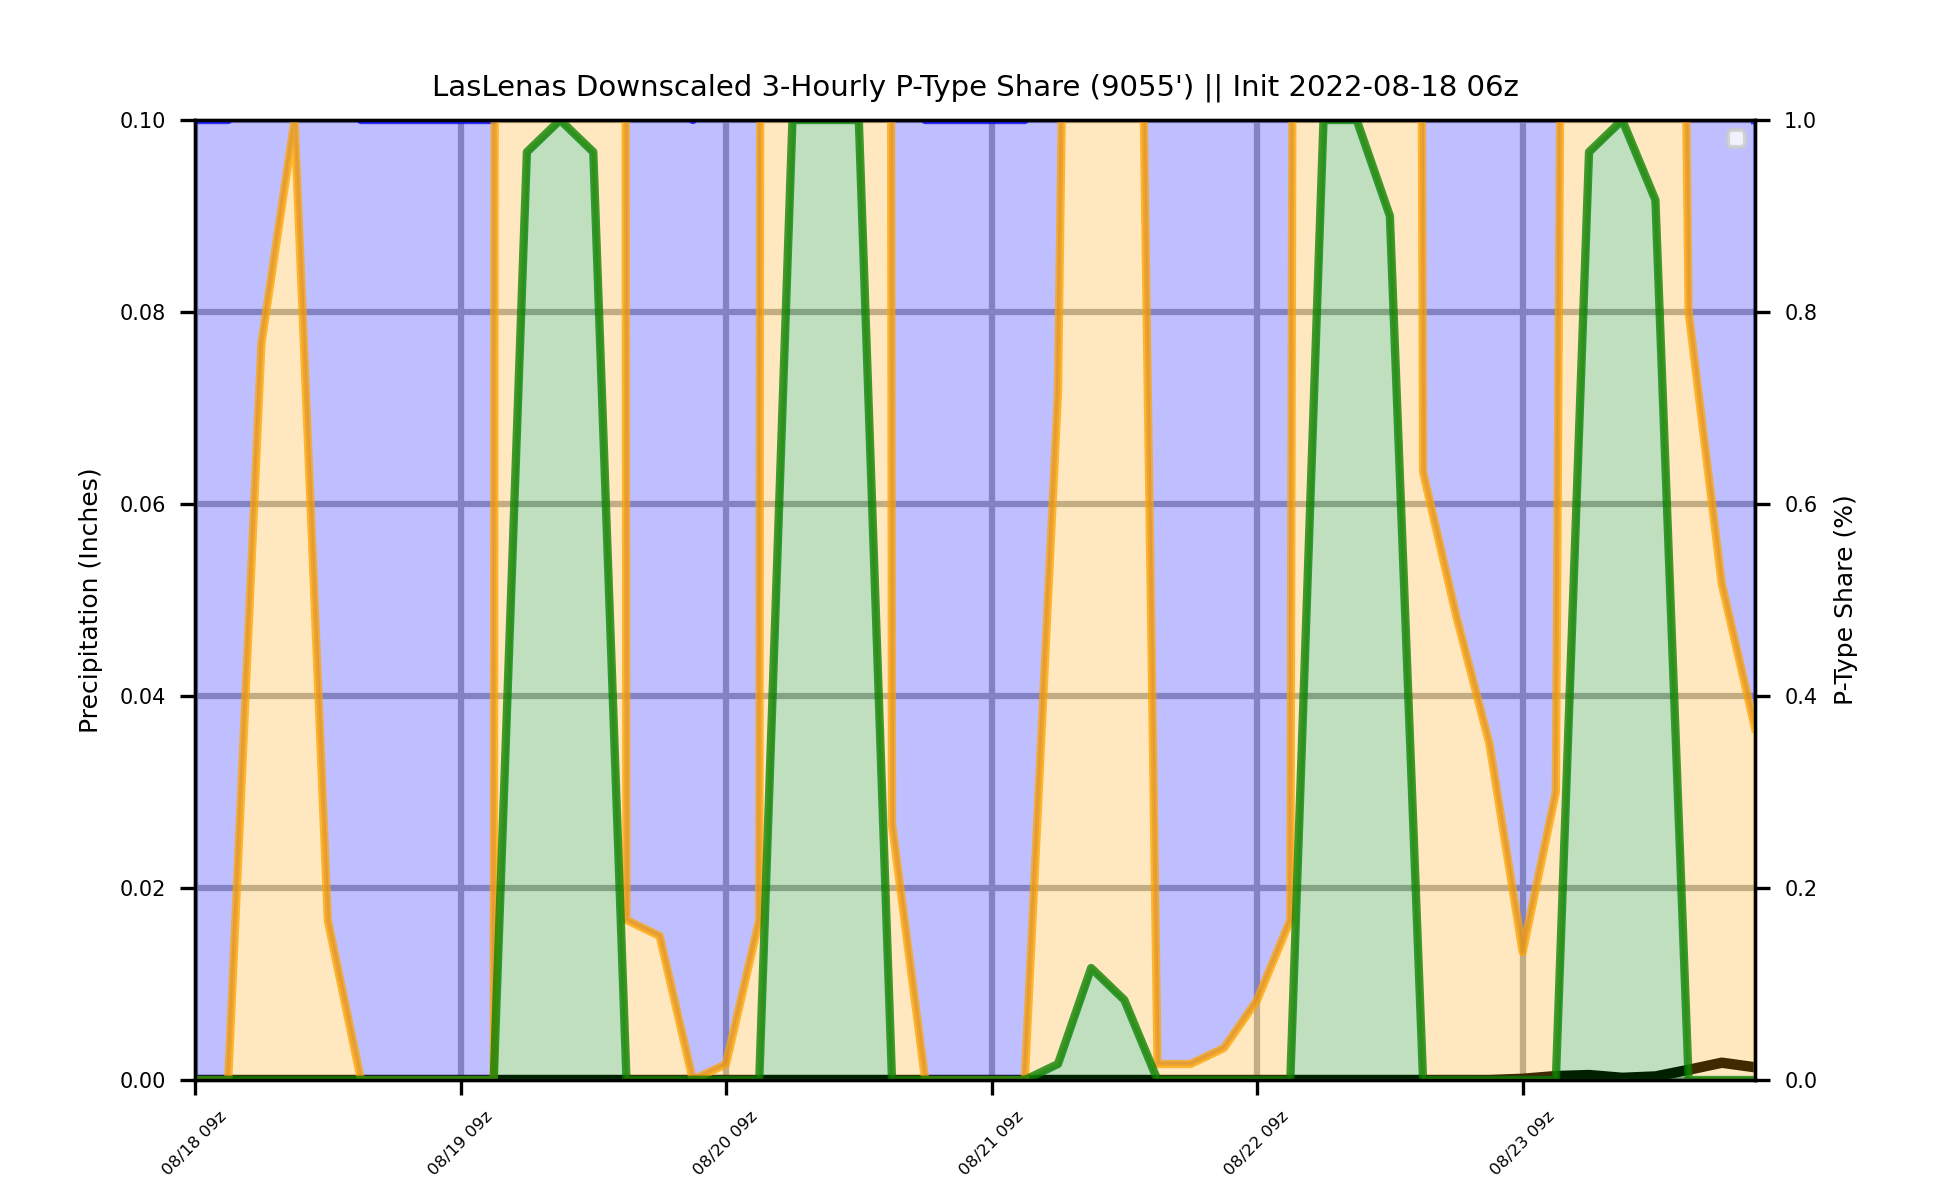 LasLenas Downscaled 3-Hourly P-Type Share (9055') || Init 2022-08-18 06z
0.10
0.08
0.06
0.04
0.02
0.00
Precipitation (Inches)
1.0
0.8
0.6
0.4
0.2
0.0
P-Type Share (%)
08/18 09z
08/19 09z
08/20 09z
08/21 09z
08/22 09z
08/23 09z